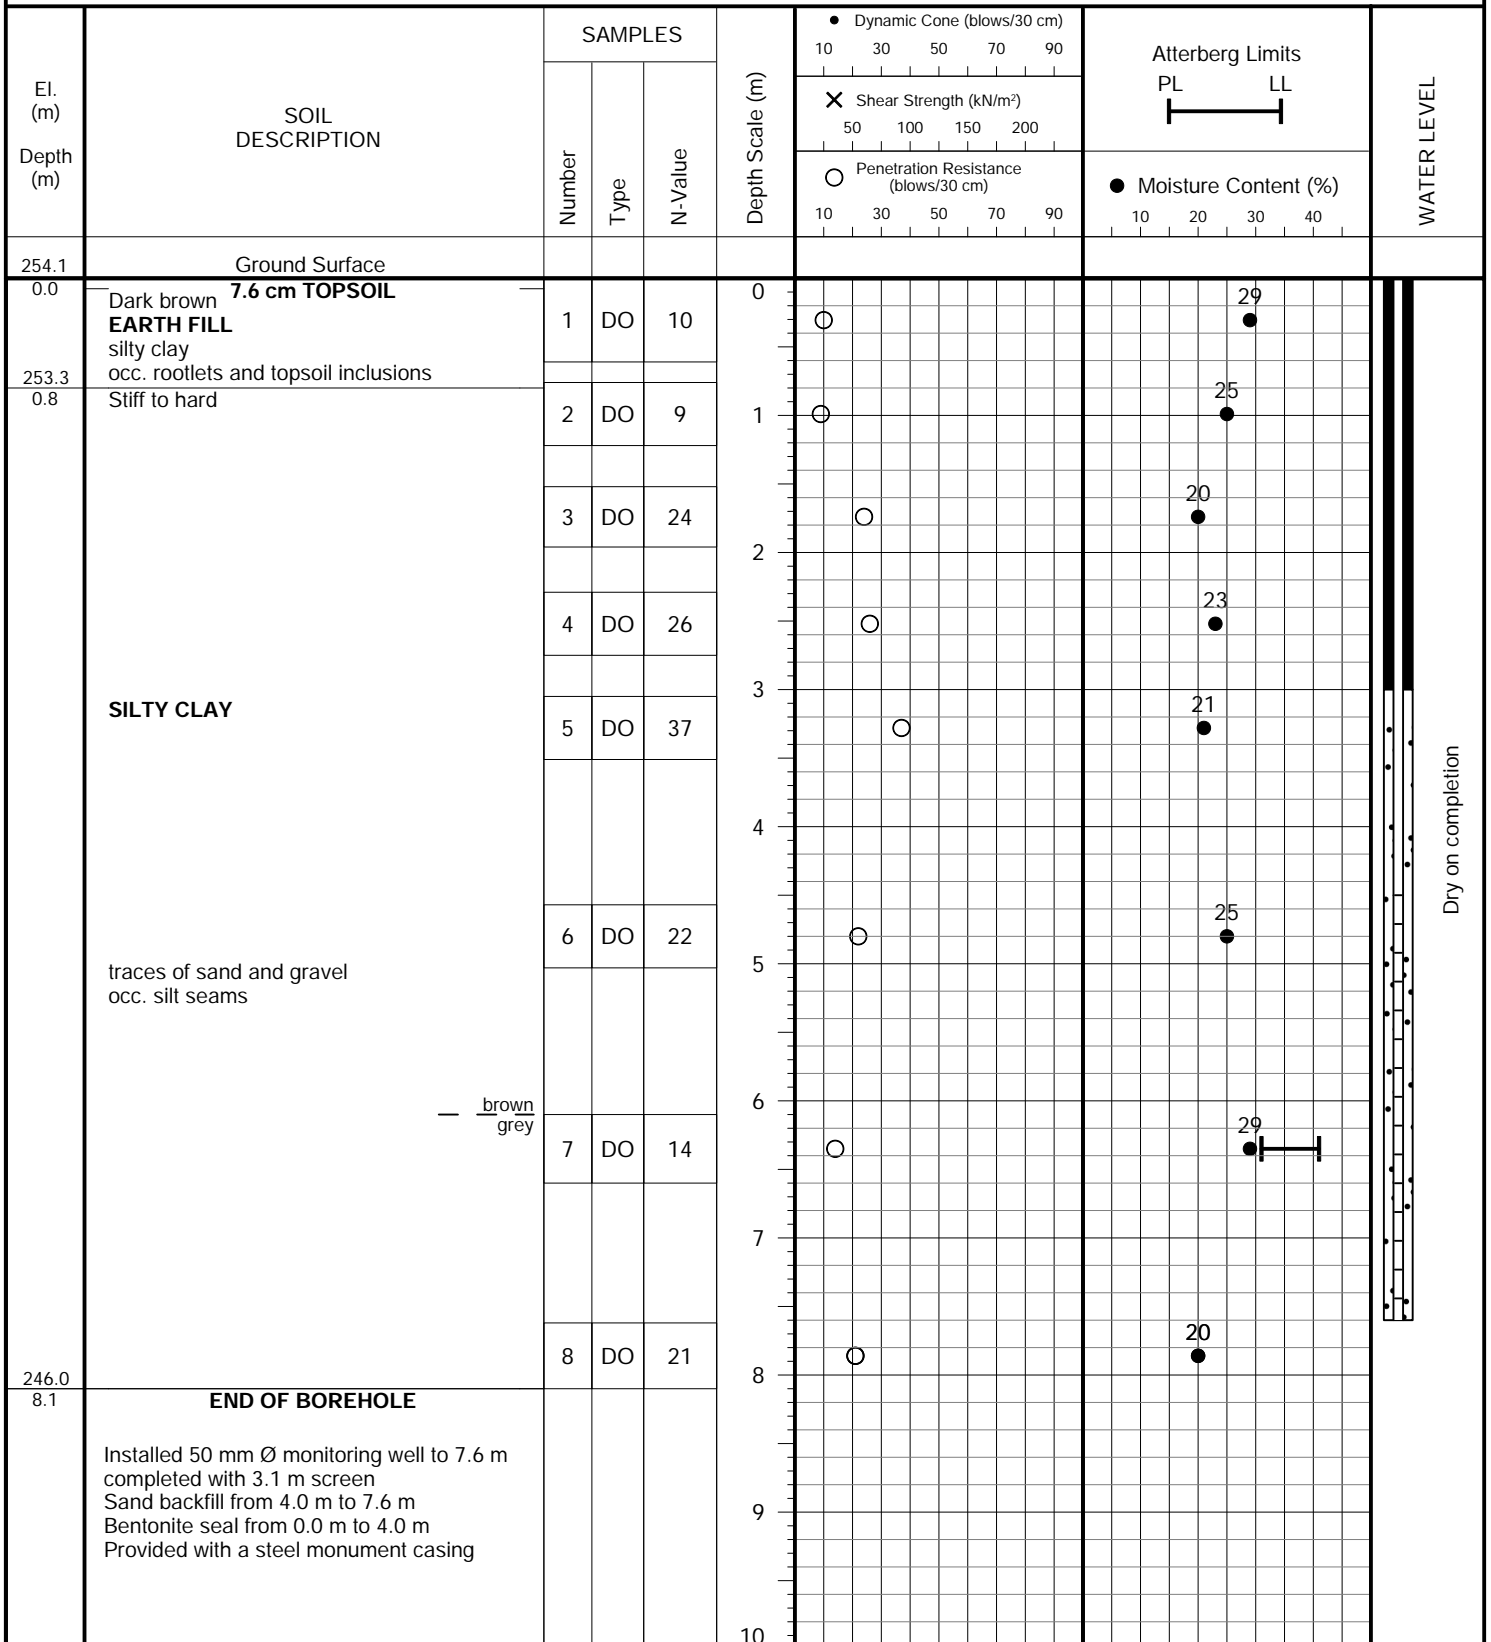 El.
(m)
Depth
(m)
SOIL
DESCRIPTION
SAMPLES
Number
Type
N-Value
Depth Scale (m)
Dynamic Cone (blows/30 cm)
10 30 50 70 90
Shear Strength (kN/m²)
50 100 150 200
Penetration Resistance
(blows/30 cm)
10 30 50 70 90
Atterberg Limits
PL LL
Moisture Content (%)
10 20 30 40
WATER LEVEL
254.1 Ground Surface
0.0 7.6 cm TOPSOIL 0
Dark brown 29
EARTH FILL 1 DO 10
silty clay
occ. rootlets and topsoil inclusions
253.3
0.8 Stiff to hard 25
2 DO 9 1
20
3 DO 24
2
23
4 DO 26
3
SILTY CLAY 21
5 DO 37
Dry on completion
4
25
6 DO 22
5
traces of sand and gravel
occ. silt seams
6
brown
grey 29
7 DO 14
7
20
8 DO 21
8
246.0
8.1 END OF BOREHOLE
Installed 50 mm Ø monitoring well to 7.6 m
completed with 3.1 m screen
Sand backfill from 4.0 m to 7.6 m
9
Bentonite seal from 0.0 m to 4.0 m
Provided with a steel monument casing
10